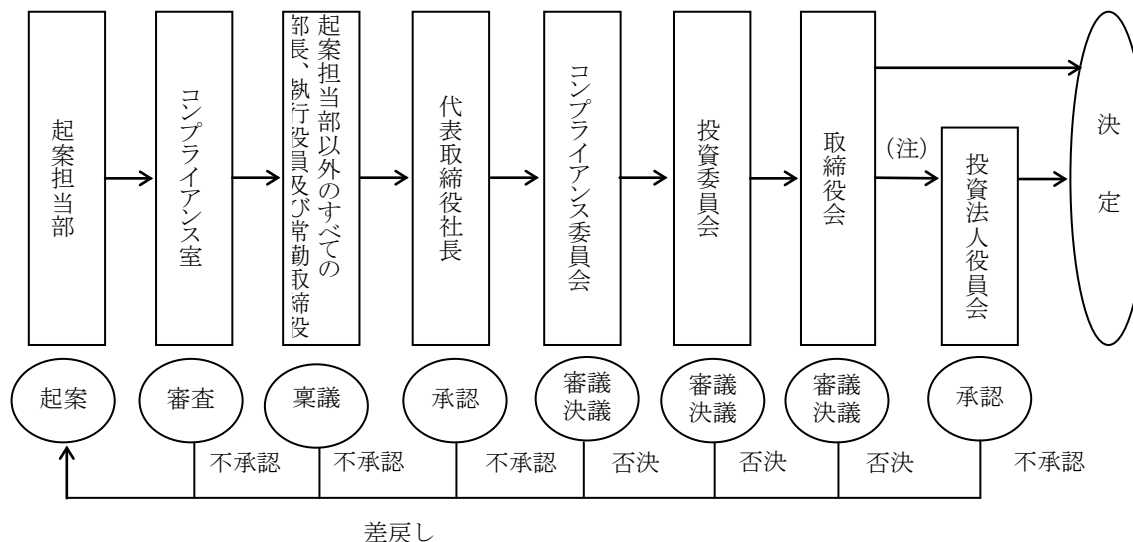 起案担当部
コンプライアンス室
起案担当部以外のすべての
部長、執行役員及び常勤取締役
代表取締役社長
コンプライアンス委員会
投資委員会
取締役会
(注)
投資法人役員会
決定
起案
審査
稟議
承認
審議
決議
審議
決議
審議
決議
承認
不承認
不承認
不承認
否決
否決
否決
不承認
差戻し